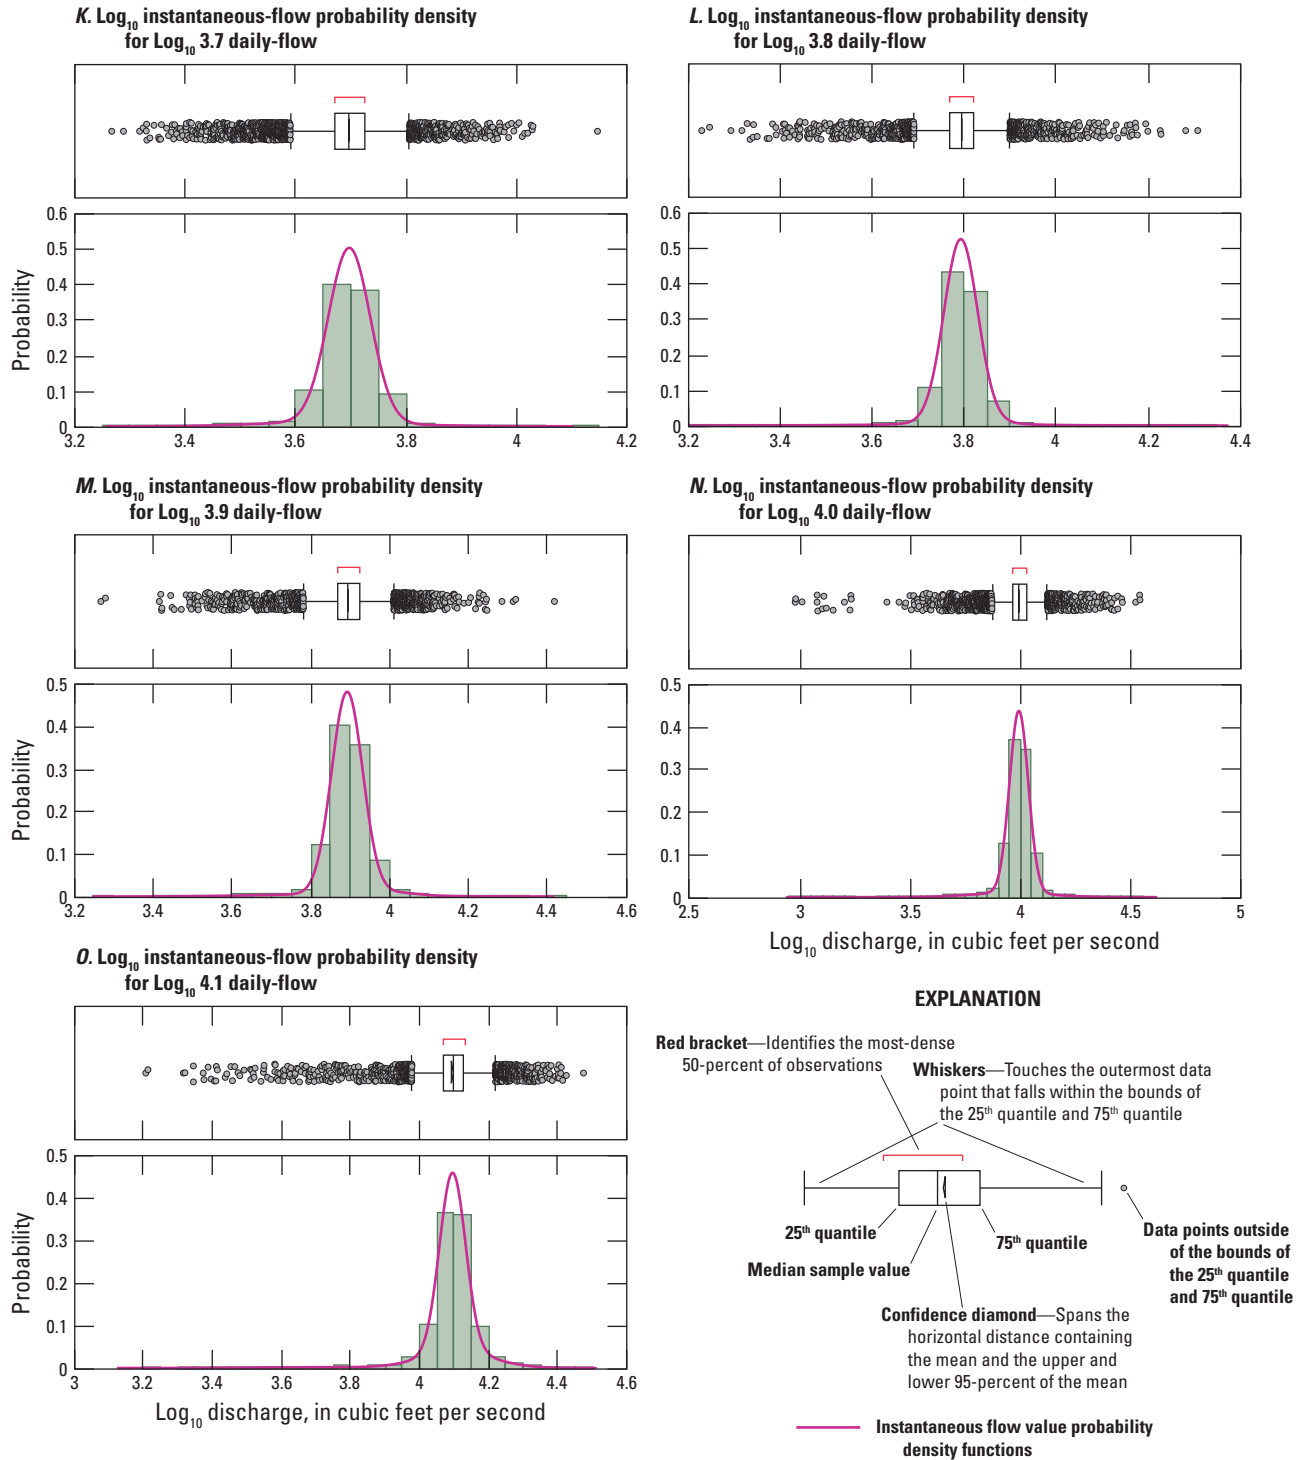 K. Log10 instantaneous-flow probability density
for Log10 3.7 daily-flow
L. Log10 instantaneous-flow probability density
for Log10 3.8 daily-flow
0.6
0.5
0.4
0.3
0.2
0.1
0
Probability
3.2 3.4 3.6 3.8 4 4.2
0.6
0.5
0.4
0.3
0.2
0.1
0
3.2 3.4 3.6 3.8 4 4.2 4.4
M. Log10 instantaneous-flow probability density
for Log10 3.9 daily-flow
N. Log10 instantaneous-flow probability density
for Log10 4.0 daily-flow
0.5
0.4
0.3
0.2
0.1
0
Probability
3.2 3.4 3.6 3.8 4 4.2 4.4 4.6
0.5
0.4
0.3
0.2
0.1
0
2.5 3 3.5 4 4.5 5
Log10 discharge, in cubic feet per second
O. Log10 instantaneous-flow probability density
for Log10 4.1 daily-flow
0.5
0.4
0.3
0.2
0.1
0
Probability
3 3.2 3.4 3.6 3.8 4 4.2 4.4 4.6
Log10 discharge, in cubic feet per second
EXPLANATION
Red bracket—Identifies the most-dense
50-percent of observations
Whiskers—Touches the outermost data
point that falls within the bounds of
the 25th quantile and 75th quantile
25th quantile
75th quantile
Median sample value
Data points outside
of the bounds of
the 25th quantile
and 75th quantile
Confidence diamond—Spans the
horizontal distance containing
the mean and the upper and
lower 95-percent of the mean
Instantaneous flow value probability
density functions